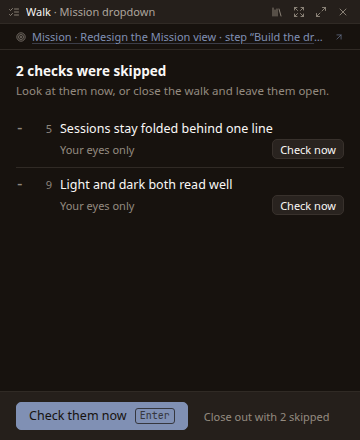 Walk · Mission dropdown
Mission · Redesign the Mission view · step “Build the dr...
2 checks were skipped
Look at them now, or close the walk and leave them open.
- 5 Sessions stay folded behind one line
Your eyes only Check now
- 9 Light and dark both read well
Your eyes only Check now
Check them now Enter Close out with 2 skipped